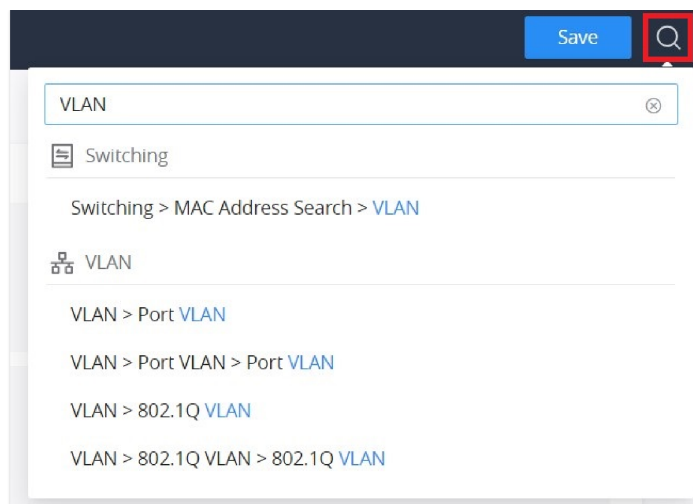 Save
VLAN
Switching
Switching > MAC Address Search > VLAN
VLAN
VLAN > Port VLAN
VLAN > Port VLAN > Port VLAN
VLAN > 802.1Q VLAN
VLAN > 802.1Q VLAN > 802.1Q VLAN